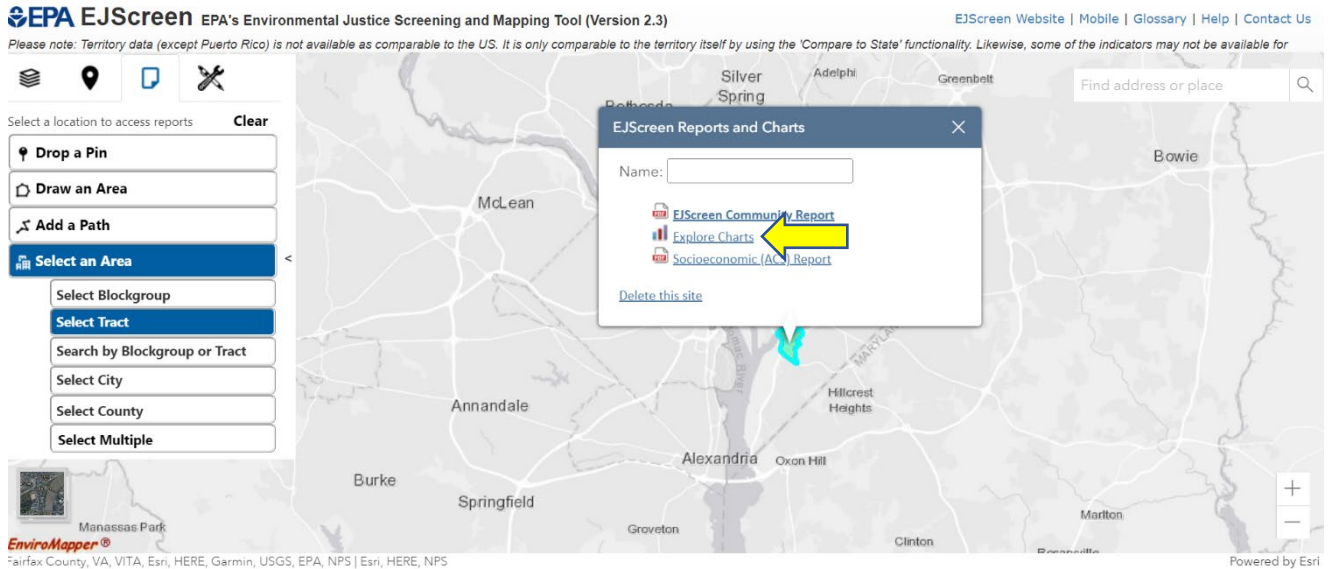 EPA EJScreen EPA's Environmental Justice Screening and Mapping Tool (Version 2.3)
EJScreen Website | Mobile | Glossary | Help | Contact Us
Please note: Territory data (except Puerto Rico) is not available as comparable to the US. It is only comparable to the territory itself by using the 'Compare to State' functionality. Likewise, some of the indicators may not be available for
Select a location to access reports Clear
Drop a Pin
Draw an Area
Add a Path
Select an Area
<
Select Blockgroup
Select Tract
Search by Blockgroup or Tract
Select City
Select County
Select Multiple
Find address or place
EJScreen Reports and Charts
Name:
EJScreen Community Report
Explore Charts
Socioeconomic (ACS) Report
Delete this site
Silver
Spring
Adelphi
Greenbelt
Bethesda
Bowie
McLean
MARYLAND
Hillcrest
Heights
Annandale
Alexandria
Oxon Hill
Burke
Springfield
Groveton
Clinton
Marlton
Rosaryville
Manassas Park
+
−
EnviroMapper ®
Fairfax County, VA, VITA, Esri, HERE, Garmin, USGS, EPA, NPS | Esri, HERE, NPS
Powered by Esri